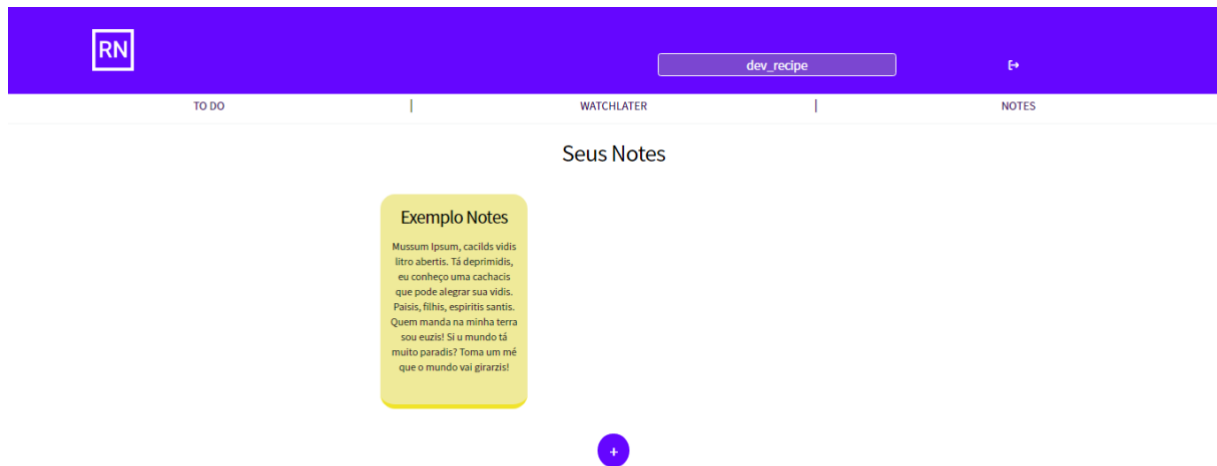 RN
dev_recipe
TO DO | WATCHLATER | NOTES
Seus Notes
Exemplo Notes
Mussum Ipsum, cacilds vidis
litro abertis. Tá deprimidis,
eu conheço uma cachacis
que pode alegrar sua vidis.
Paisis, filhis, espiritis santis.
Quem manda na minha terra
sou euzis! Si u mundo tá
muito paradis? Toma um mé
que o mundo vai girarzis!
+